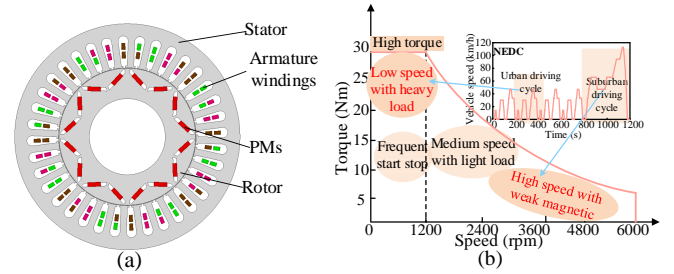 Stator
Armature
windings
PMs
Rotor
(a)
Torque (Nm)
30
25
20
15
10
5
0
1200
2400
3600
4800
6000
Speed (rpm)
High torque
Low speed
with heavy
load
Frequent
start stop
Medium speed
with light load
High speed with
weak magnetic
NEDC
Vehicle speed (km/h)
120
100
80
60
40
20
0
0
200
400
600
800
1000
1200
Time (s)
Urban driving
cycle
Suburban
driving
cycle
(b)